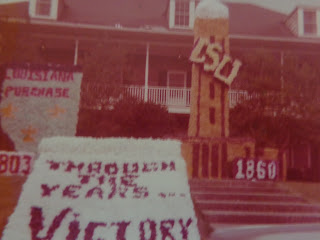 LOUISIANA
PURCHASE
LSU
803
1860
THROUGH
THE
YEARS...
VICTORY